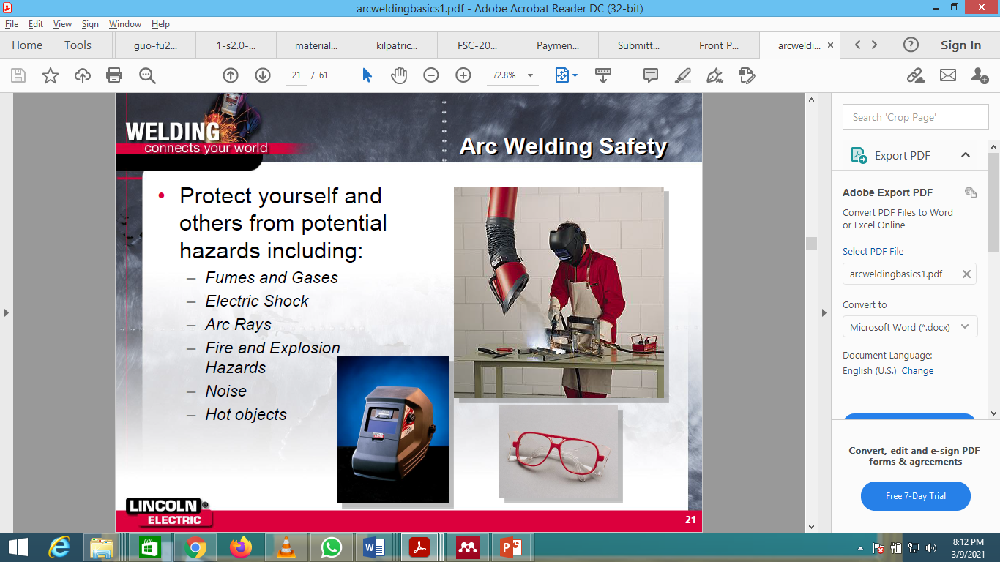 arcweldingbasics1.pdf - Adobe Acrobat Reader DC (32-bit)
File Edit View Sign Window Help
Home Tools guo-fu2... 1-s2.0-... material... kilpatric... FSC-20... Paymen... Submitt... Front P... arcweldi... Sign In
21 / 61 72.8%
WELDING
connects your world
Arc Welding Safety
• Protect yourself and
others from potential
hazards including:
– Fumes and Gases
– Electric Shock
– Arc Rays
– Fire and Explosion
Hazards
– Noise
– Hot objects
LINCOLN ®
ELECTRIC
21
Search 'Crop Page'
Export PDF
Adobe Export PDF
Convert PDF Files to Word
or Excel Online
Select PDF File
arcweldingbasics1.pdf
Convert to
Microsoft Word (*.docx)
Document Language:
English (U.S.) Change
Convert, edit and e-sign PDF
forms & agreements
Free 7-Day Trial
8:12 PM
3/9/2021